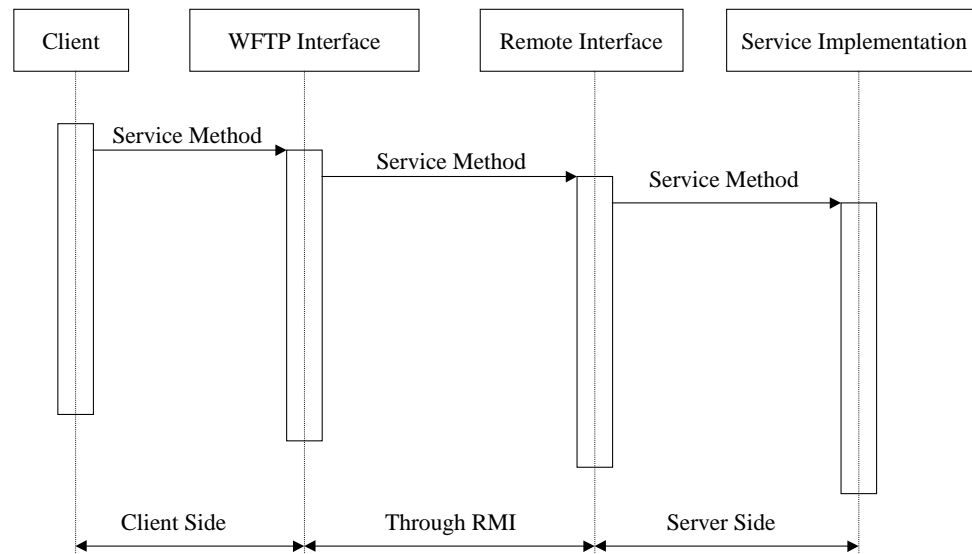 Client
WFTP Interface
Remote Interface
Service Implementation
Service Method
Service Method
Service Method
Client Side
Through RMI
Server Side